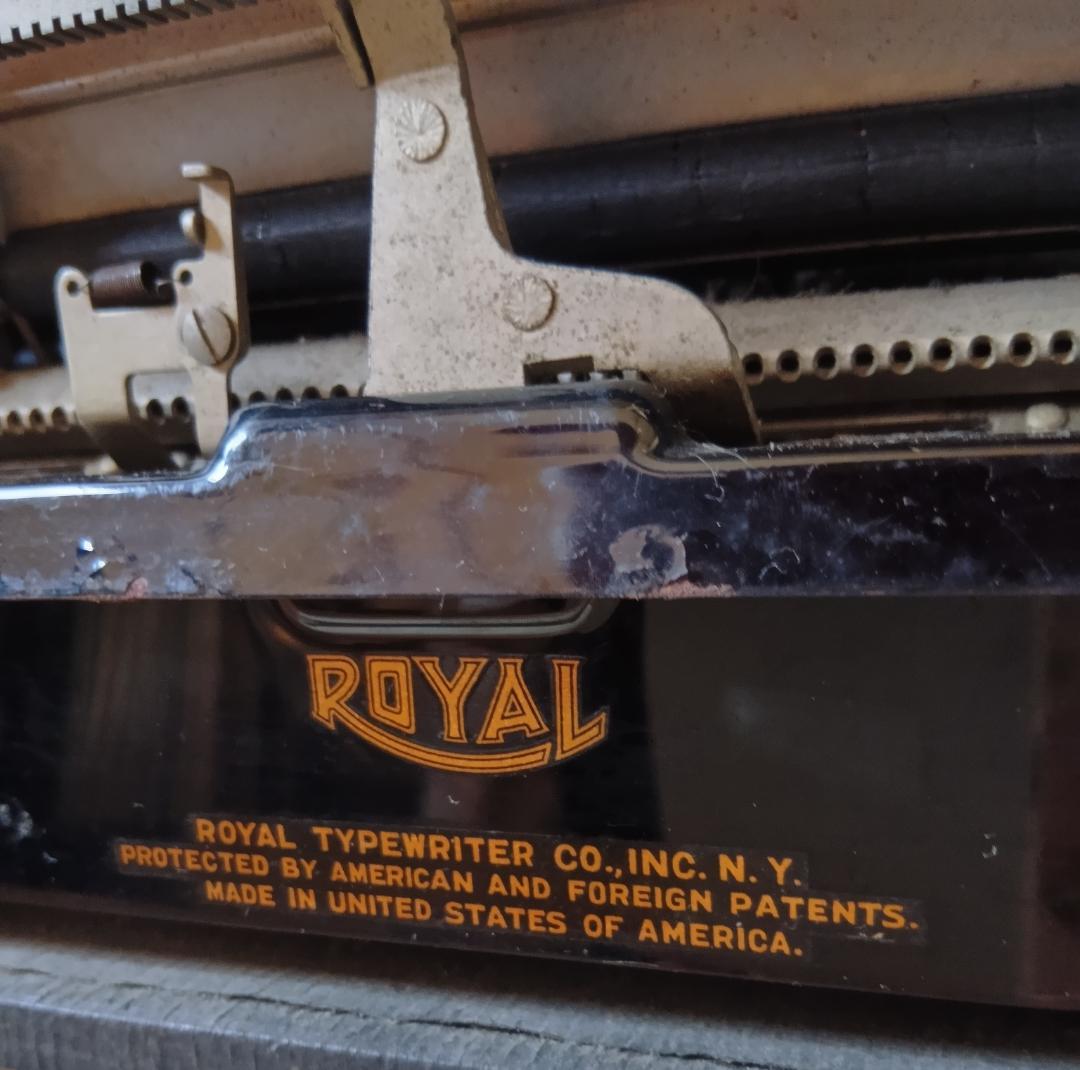 ROYAL
ROYAL TYPEWRITER CO., INC. N. Y.
PROTECTED BY AMERICAN AND FOREIGN PATENTS.
MADE IN UNITED STATES OF AMERICA.